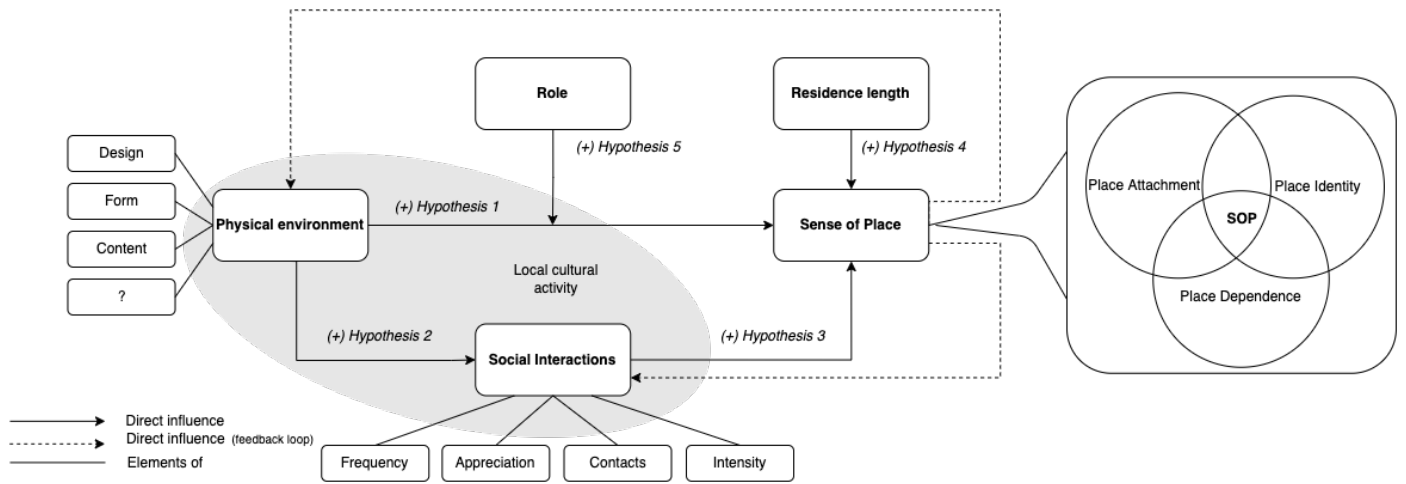 Role
Residence length
(+) Hypothesis 5
(+) Hypothesis 4
Design
Form
Content
?
Physical environment
(+) Hypothesis 1
Sense of Place
Place Attachment
Place Identity
SOP
Place Dependence
Local cultural
activity
(+) Hypothesis 2
Social Interactions
(+) Hypothesis 3
Frequency
Appreciation
Contacts
Intensity
Direct influence
Direct influence (feedback loop)
Elements of